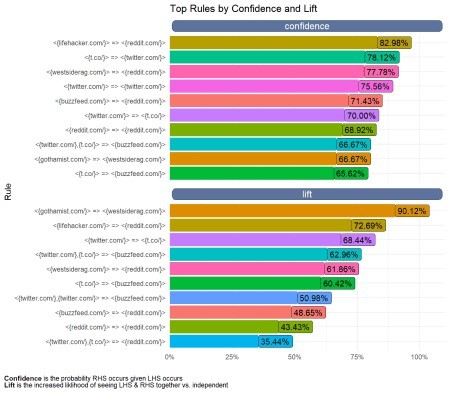 Top Rules by Confidence and Lift
confidence
<{lifehacker.com/}> => <{reddit.com/}> 82.98%
<{t.co/}> => <{twitter.com/}> 78.12%
<{westsiderag.com/}> => <{reddit.com/}> 77.78%
<{twitter.com/}> => <{twitter.com/}> 75.56%
<{buzzfeed.com/}> => <{reddit.com/}> 71.43%
<{twitter.com/}> => <{t.co/}> 70.00%
<{reddit.com/}> => <{reddit.com/}> 68.92%
<{twitter.com/},{t.co/}> => <{buzzfeed.com/}> 66.67%
<{gothamist.com/}> => <{westsiderag.com/}> 66.67%
<{t.co/}> => <{buzzfeed.com/}> 65.62%
Rule
lift
<{gothamist.com/}> => <{westsiderag.com/}> 90.12%
<{lifehacker.com/}> => <{reddit.com/}> 72.69%
<{twitter.com/}> => <{t.co/}> 68.44%
<{twitter.com/},{t.co/}> => <{buzzfeed.com/}> 62.96%
<{westsiderag.com/}> => <{reddit.com/}> 61.86%
<{t.co/}> => <{buzzfeed.com/}> 60.42%
<{twitter.com/},{twitter.com/}> => <{buzzfeed.com/}> 50.98%
<{buzzfeed.com/}> => <{reddit.com/}> 48.65%
<{reddit.com/}> => <{reddit.com/}> 43.43%
<{twitter.com/},{t.co/}> => <{reddit.com/}> 35.44%
0% 25% 50% 75% 100%
Confidence is the probability RHS occurs given LHS occurs
Lift is the increased liklihood of seeing LHS & RHS together vs. independent